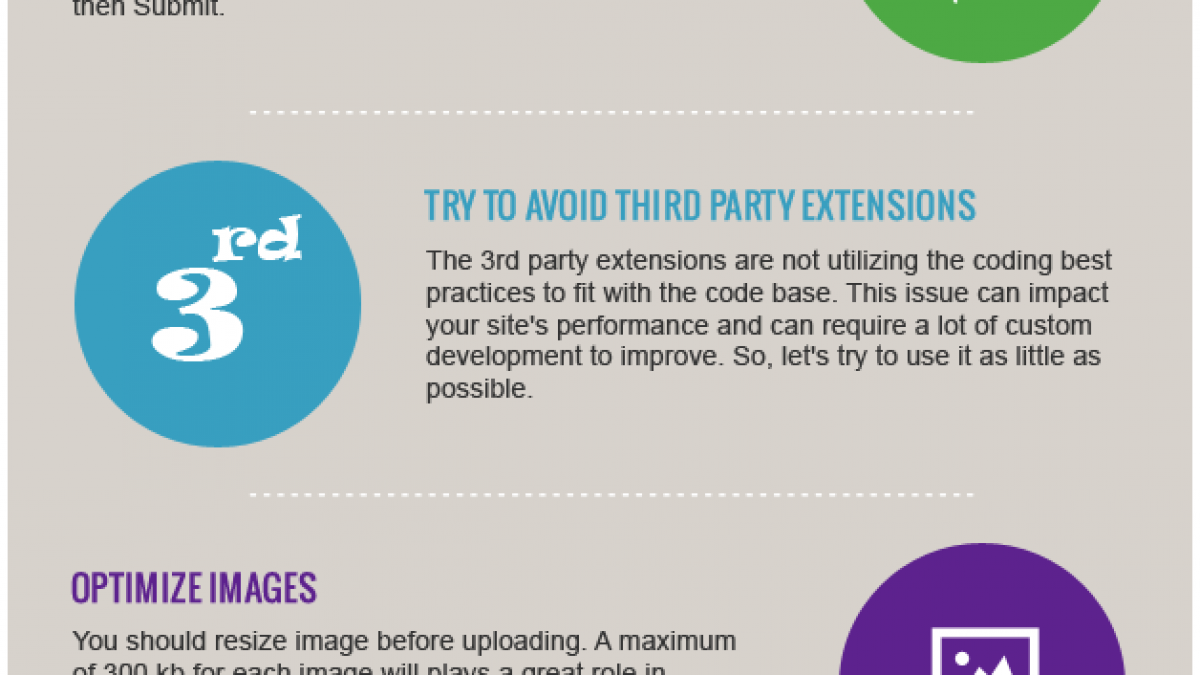 then Submit.
3rd
TRY TO AVOID THIRD PARTY EXTENSIONS
The 3rd party extensions are not utilizing the coding best
practices to fit with the code base. This issue can impact
your site's performance and can require a lot of custom
development to improve. So, let's try to use it as little as
possible.
OPTIMIZE IMAGES
You should resize image before uploading. A maximum
of 300 kb for each image will plays a great role in